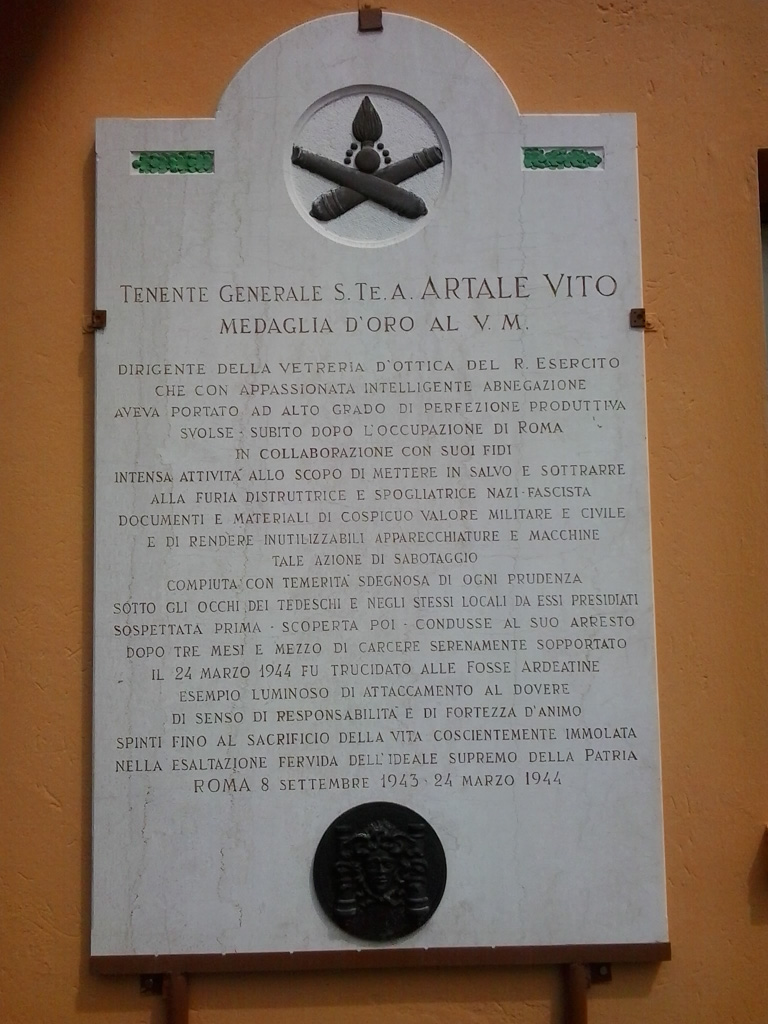 TENENTE GENERALE S.TE.A. ARTALE VITO
MEDAGLIA D'ORO AL V.M.
DIRIGENTE DELLA VETRERIA D'OTTICA DEL R. ESERCITO
CHE CON APPASSIONATA INTELLIGENTE ABNEGAZIONE
AVEVA PORTATO AD ALTO GRADO DI PERFEZIONE PRODUTTIVA
SVOLSE - SUBITO DOPO L'OCCUPAZIONE DI ROMA
IN COLLABORAZIONE CON SUOI FIDI
INTENSA ATTIVITA' ALLO SCOPO DI METTERE IN SALVO E SOTTRARRE
ALLA FURIA DISTRUTTRICE E SPOGLIATRICE NAZI-FASCISTA
DOCUMENTI E MATERIALI DI COSPICUO VALORE MILITARE E CIVILE
E DI RENDERE INUTILIZZABILI APPARECCHIATURE E MACCHINE
TALE AZIONE DI SABOTAGGIO
COMPIUTA CON TEMERITA' SDEGNOSA DI OGNI PRUDENZA
SOTTO GLI OCCHI DEI TEDESCHI E NEGLI STESSI LOCALI DA ESSI PRESIDIATI
SOSPETTATA PRIMA - SCOPERTA POI - CONDUSSE AL SUO ARRESTO
DOPO TRE MESI E MEZZO DI CARCERE SERENAMENTE SOPPORTATO
IL 24 MARZO 1944 FU TRUCIDATO ALLE FOSSE ARDEATINE
ESEMPIO LUMINOSO DI ATTACCAMENTO AL DOVERE
DI SENSO DI RESPONSABILITA' E DI FORTEZZA D'ANIMO
SPINTI FINO AL SACRIFICIO DELLA VITA COSCIENTEMENTE IMMOLATA
NELLA ESALTAZIONE FERVIDA DELL'IDEALE SUPREMO DELLA PATRIA
ROMA 8 SETTEMBRE 1943 - 24 MARZO 1944